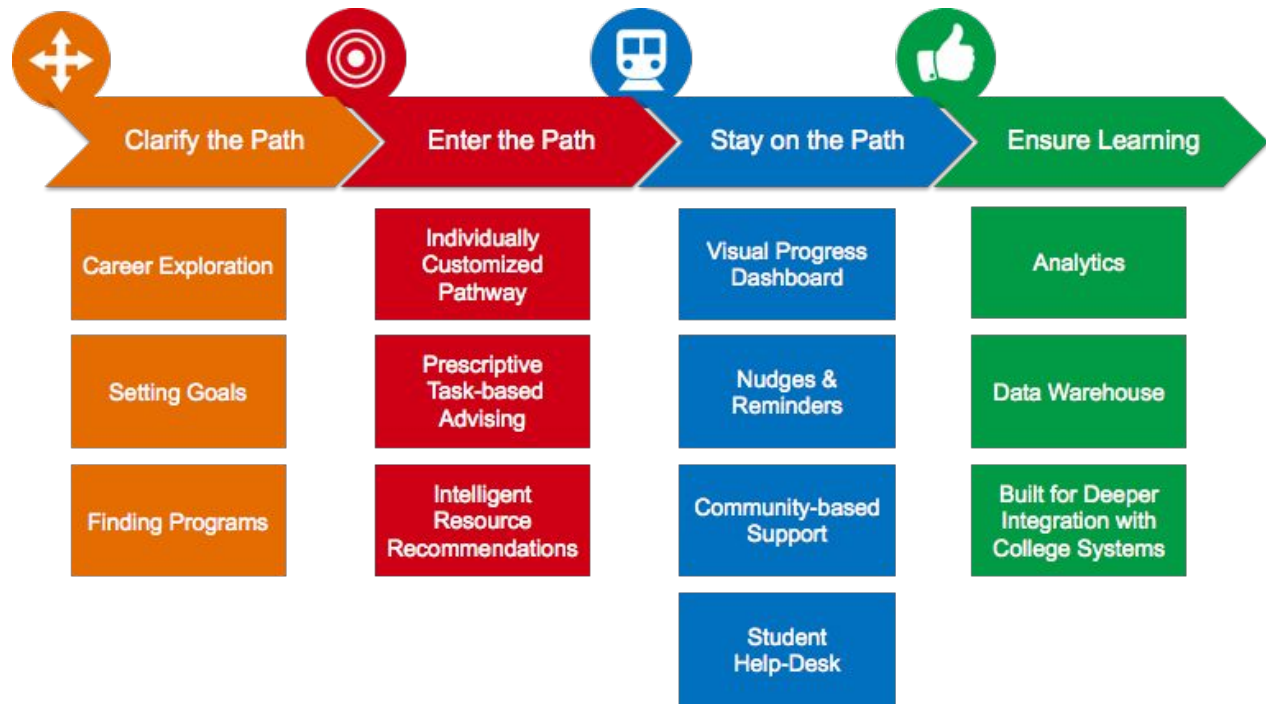 Clarify the Path
Enter the Path
Stay on the Path
Ensure Learning
Career Exploration
Setting Goals
Finding Programs
Individually
Customized
Pathway
Prescriptive
Task-based
Advising
Intelligent
Resource
Recommendations
Visual Progress
Dashboard
Nudges &
Reminders
Community-based
Support
Student
Help-Desk
Analytics
Data Warehouse
Built for Deeper
Integration with
College Systems